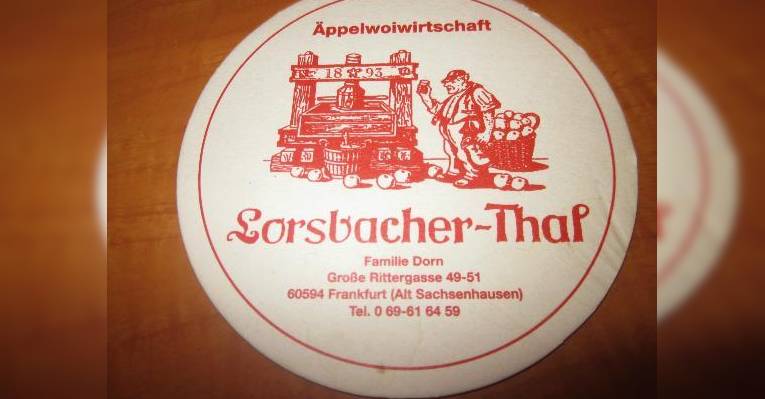 Äppelwoiwirtschaft
18 93
Lorsbacher-Thal
Familie Dorn
Große Rittergasse 49-51
60594 Frankfurt (Alt Sachsenhausen)
Tel. 0 69-61 64 59